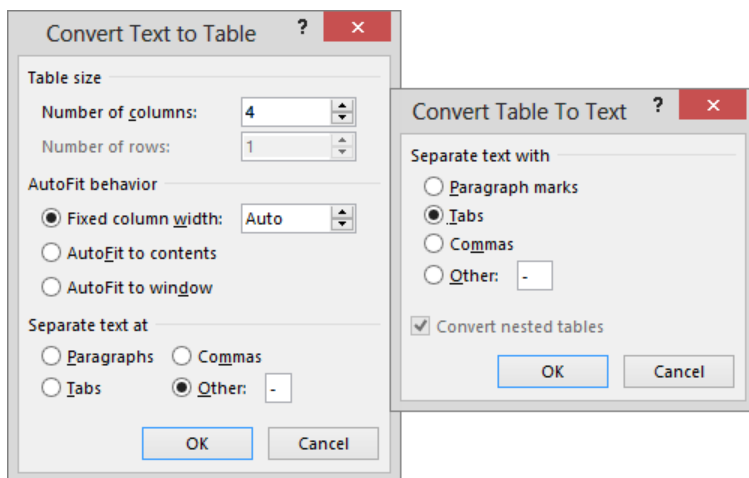 Convert Text to Table ? ×
Table size
Number of columns: 4
Number of rows: 1
AutoFit behavior
Fixed column width: Auto
AutoFit to contents
AutoFit to window
Separate text at
Paragraphs Commas
Tabs Other: -
OK Cancel
Convert Table To Text ? ×
Separate text with
Paragraph marks
Tabs
Commas
Other: -
Convert nested tables
OK Cancel